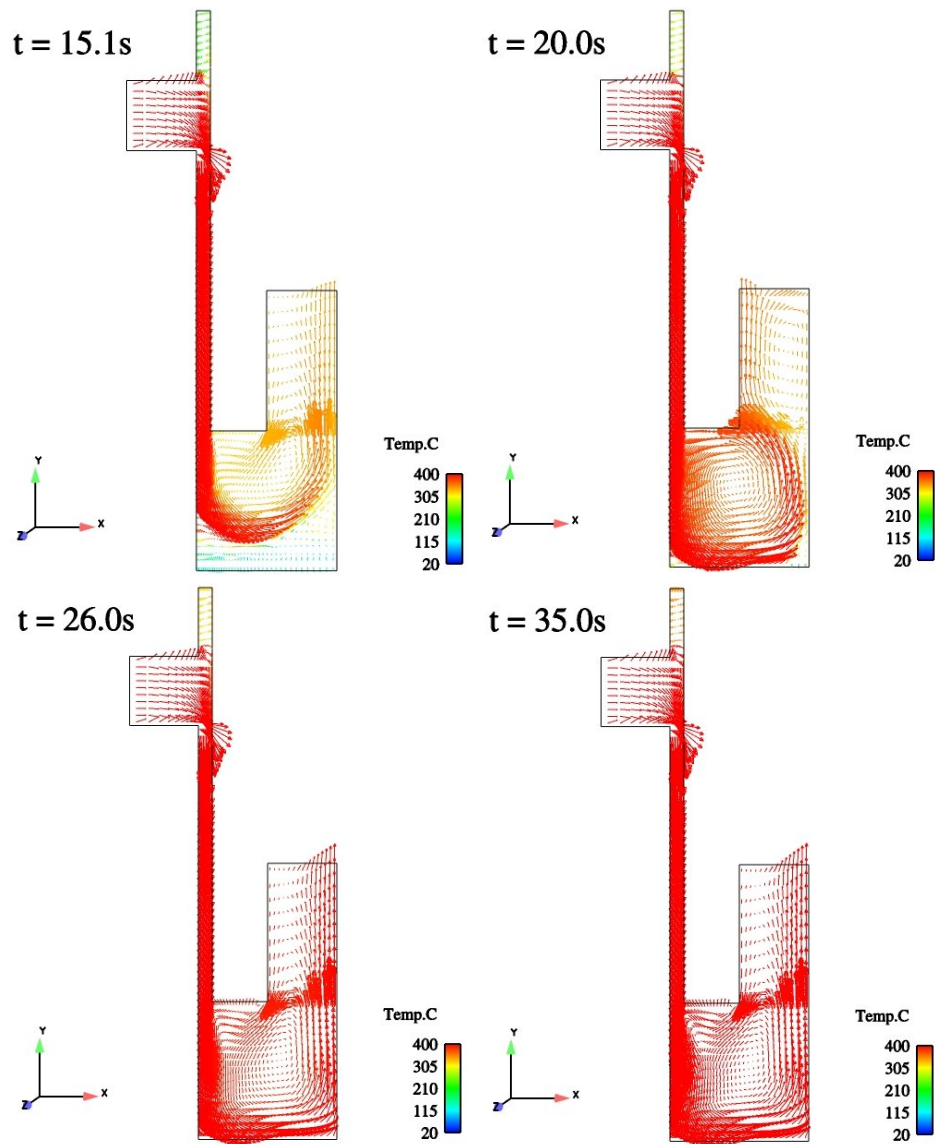 t = 15.1s
Y
Z
X
Temp.C
400
305
210
115
20
t = 20.0s
Y
Z
X
Temp.C
400
305
210
115
20
t = 26.0s
Y
Z
X
Temp.C
400
305
210
115
20
t = 35.0s
Y
Z
X
Temp.C
400
305
210
115
20